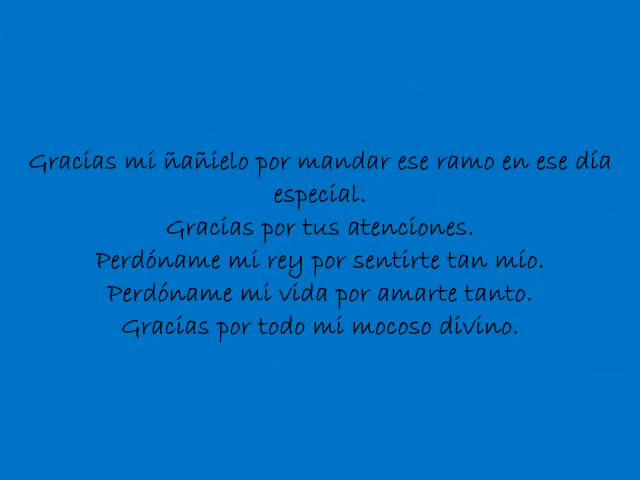 Gracias mi ñañielo por mandar ese ramo en ese día
especial.
Gracias por tus atenciones.
Perdóname mi rey por sentirte tan mío.
Perdóname mi vida por amarte tanto.
Gracias por todo mi mocoso divino.